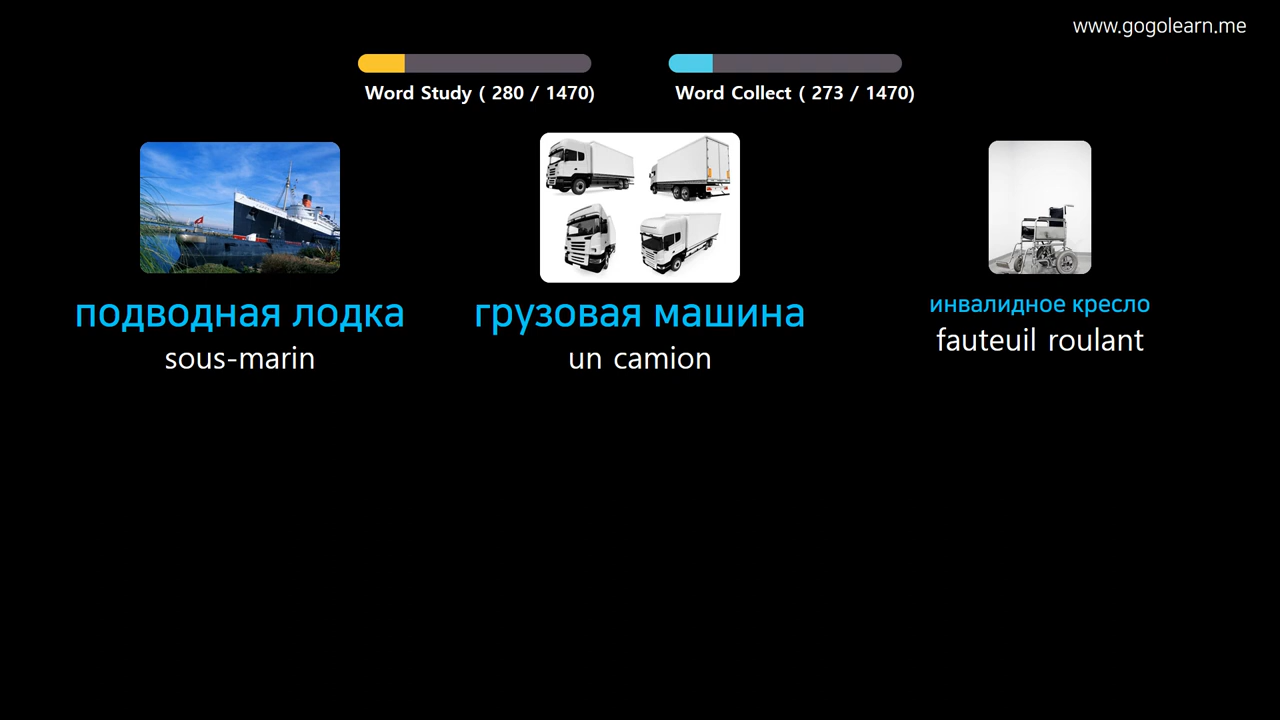 www.gogolearn.me
Word Study ( 280 / 1470)
Word Collect ( 273 / 1470)
подводная лодка
sous-marin
грузовая машина
un camion
инвалидное кресло
fauteuil roulant